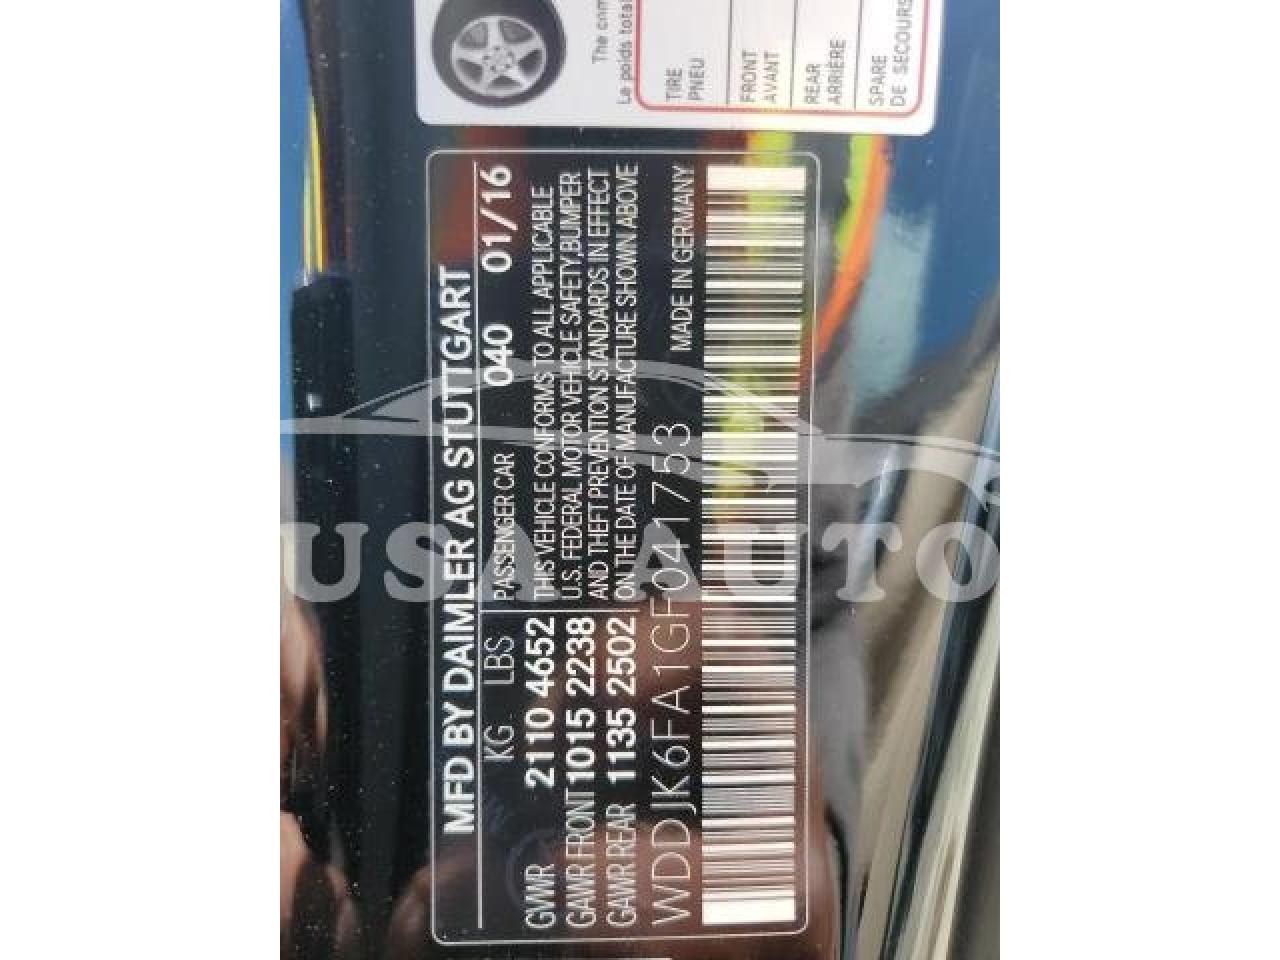 The com
Le poids total
TIRE
PNEU
FRONT
AVANT
REAR
ARRIÈRE
SPARE
DE SECOURS
MFD BY DAIMLER AG STUTTGART
KG LBS PASSENGER CAR 040 01/16
GVWR 2110 4652 THIS VEHICLE CONFORMS TO ALL APPLICABLE
GAWR FRONT 1015 2238 U.S. FEDERAL MOTOR VEHICLE SAFETY,BUMPER
GAWR REAR 1135 2502 AND THEFT PREVENTION STANDARDS IN EFFECT
ON THE DATE OF MANUFACTURE SHOWN ABOVE
WDDJK6FA1GF041753 MADE IN GERMANY
USA AUTO